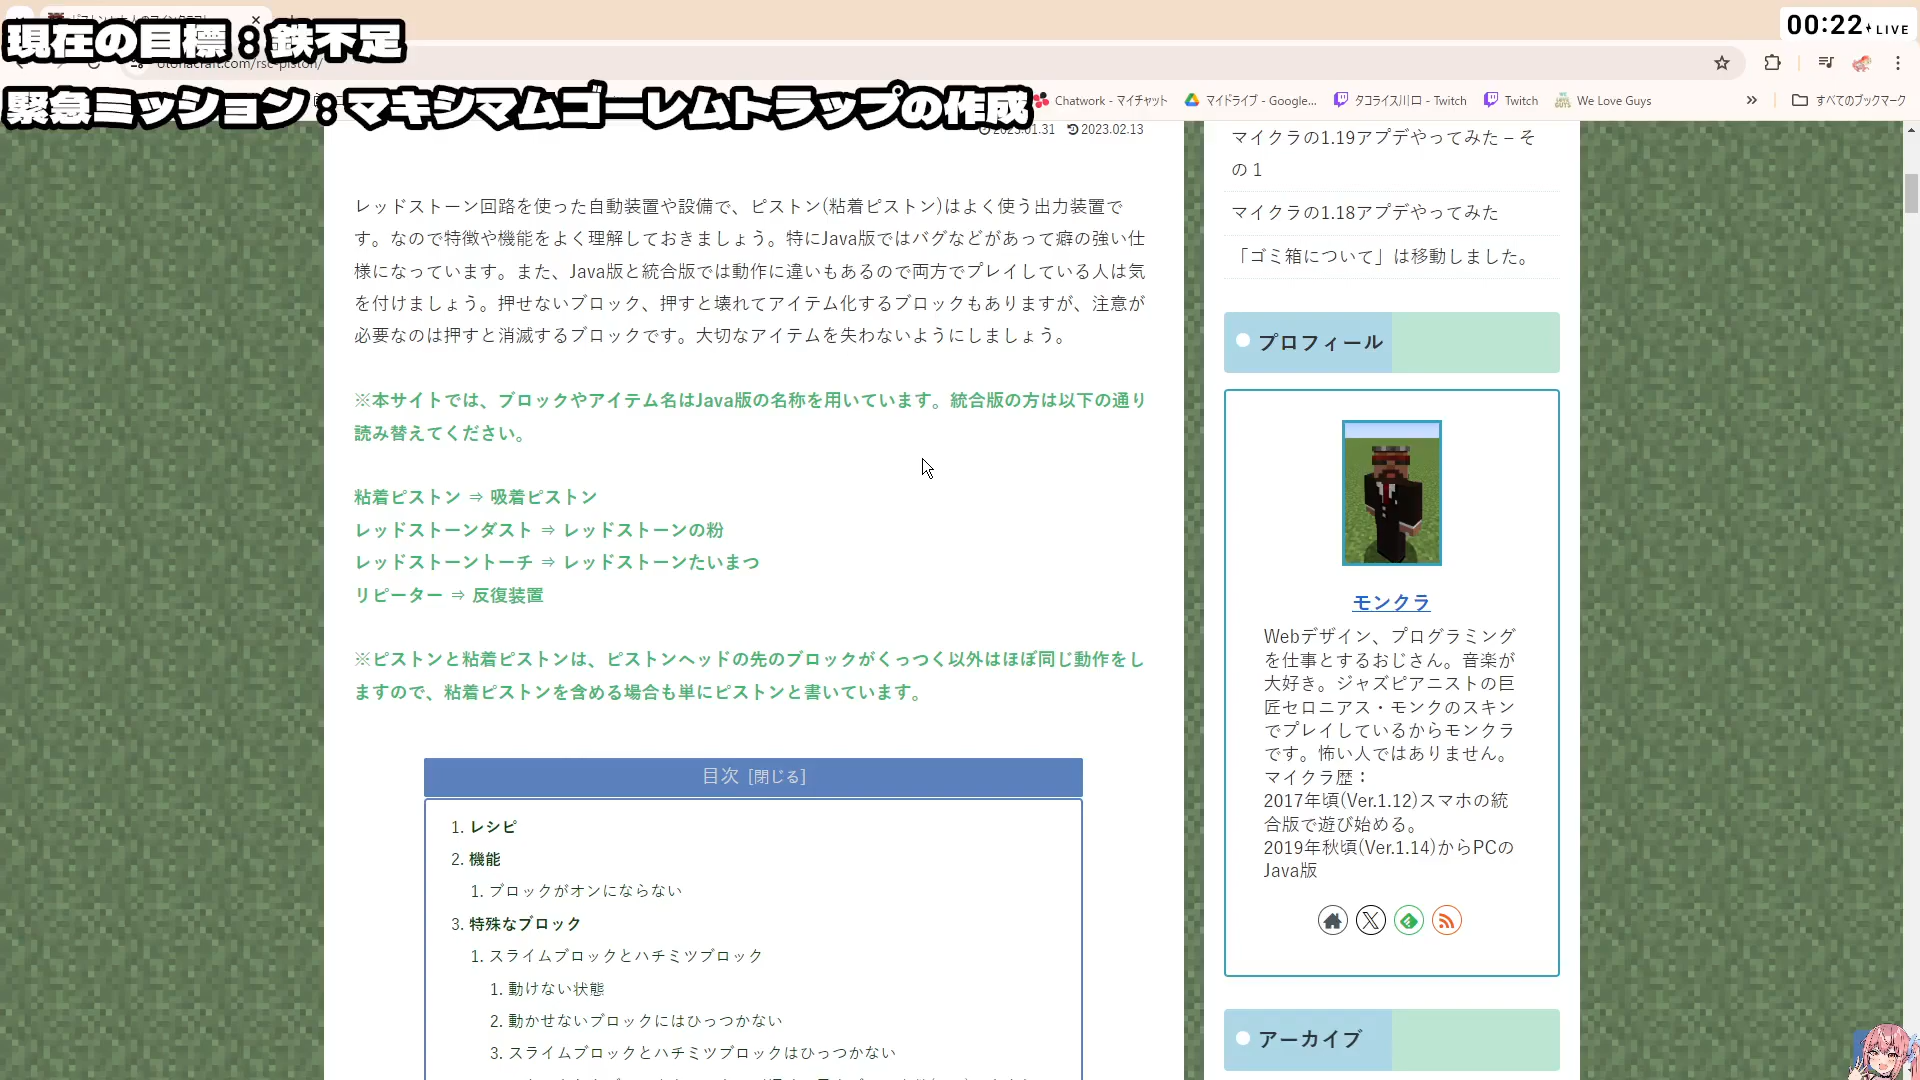 現在の目標:鉄不足
緊急ミッション:マキシマムゴーレムトラップの作成
00:22 LIVE
otonacraft.com/rsc-piston/
Chatwork - マイチャット
マイドライブ - Google...
タコライス川口 - Twitch
Twitch
We Love Guys
»
すべてのブックマーク
2023.01.31 2023.02.13
レッドストーン回路を使った自動装置や設備で、ピストン(粘着ピストン)はよく使う出力装置で
す。なので特徴や機能をよく理解しておきましょう。特にJava版ではバグなどがあって癖の強い仕
様になっています。また、Java版と統合版では動作に違いもあるので両方でプレイしている人は気
を付けましょう。押せないブロック、押すと壊れてアイテム化するブロックもありますが、注意が
必要なのは押すと消滅するブロックです。大切なアイテムを失わないようにしましょう。
※本サイトでは、ブロックやアイテム名はJava版の名称を用いています。統合版の方は以下の通り
読み替えてください。
粘着ピストン ⇒ 吸着ピストン
レッドストーンダスト ⇒ レッドストーンの粉
レッドストーントーチ ⇒ レッドストーンたいまつ
リピーター ⇒ 反復装置
※ピストンと粘着ピストンは、ピストンヘッドの先のブロックがくっつく以外はほぼ同じ動作をし
ますので、粘着ピストンを含める場合も単にピストンと書いています。
目次 [閉じる]
1. レシピ
2. 機能
1. ブロックがオンにならない
3. 特殊なブロック
1. スライムブロックとハチミツブロック
1. 動けない状態
2. 動かせないブロックにはひっつかない
3. スライムブロックとハチミツブロックはひっつかない
マイクラの1.19アプデやってみた – そ
の１
マイクラの1.18アプデやってみた
「ゴミ箱について」は移動しました。
プロフィール
モンクラ
Webデザイン、プログラミング
を仕事とするおじさん。音楽が
大好き。ジャズピアニストの巨
匠セロニアス・モンクのスキン
でプレイしているからモンクラ
です。怖い人ではありません。
マイクラ歴：
2017年頃(Ver.1.12)スマホの統
合版で遊び始める。
2019年秋頃(Ver.1.14)からPCの
Java版
アーカイブ